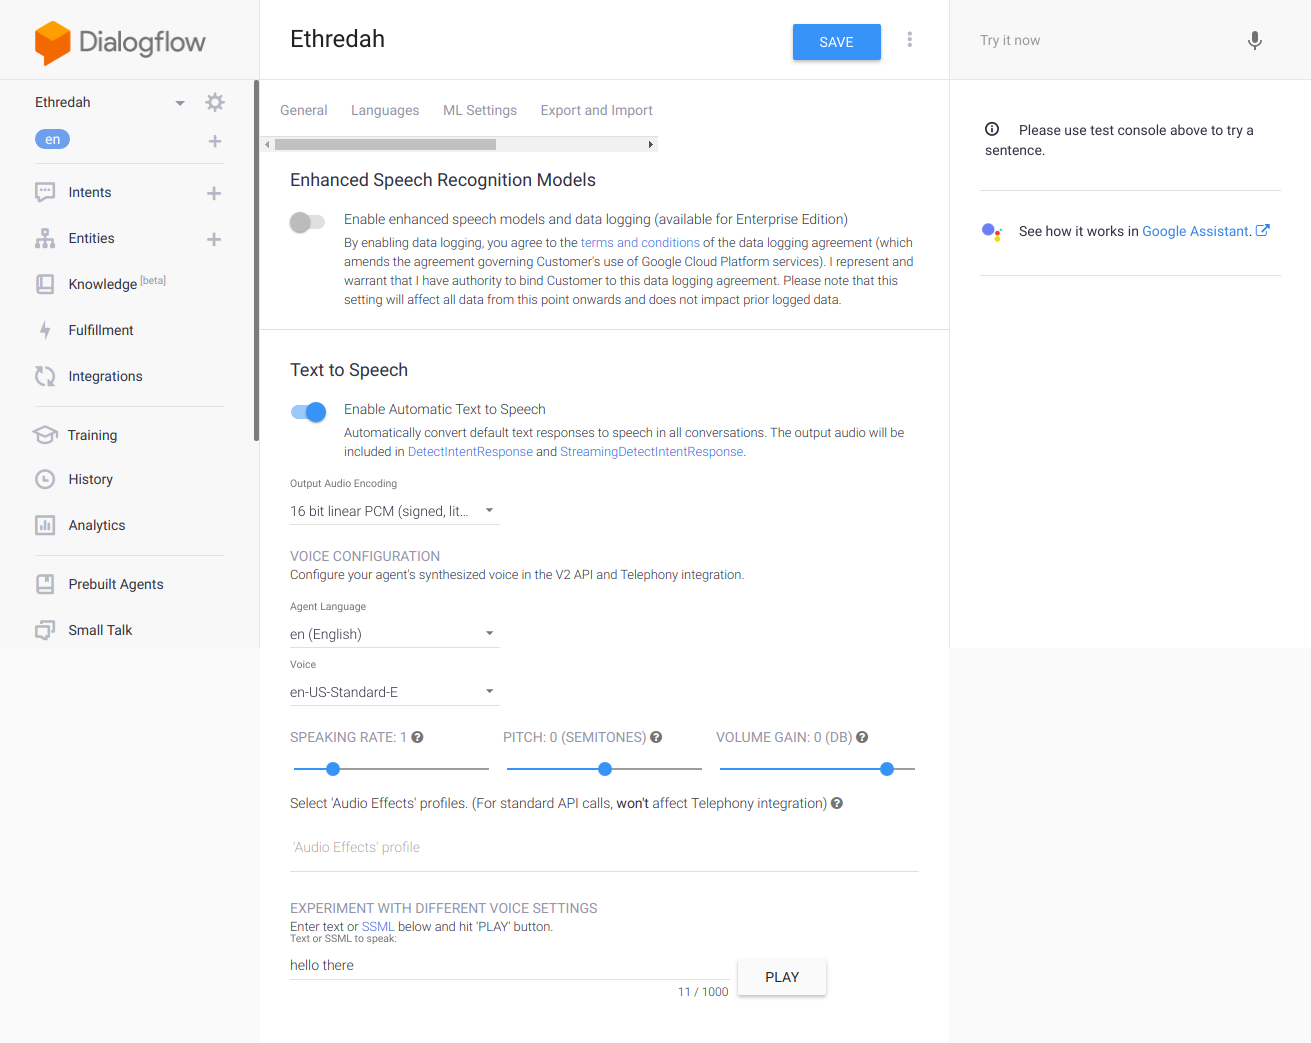 Dialogflow
Ethredah
SAVE
Try it now
Ethredah
en
Intents
Entities
Knowledge [beta]
Fulfillment
Integrations
Training
History
Analytics
Prebuilt Agents
Small Talk
General Languages ML Settings Export and Import
Enhanced Speech Recognition Models
Enable enhanced speech models and data logging (available for Enterprise Edition)
By enabling data logging, you agree to the terms and conditions of the data logging agreement (which
amends the agreement governing Customer's use of Google Cloud Platform services). I represent and
warrant that I have authority to bind Customer to this data logging agreement. Please note that this
setting will affect all data from this point onwards and does not impact prior logged data.
Text to Speech
Enable Automatic Text to Speech
Automatically convert default text responses to speech in all conversations. The output audio will be
included in DetectIntentResponse and StreamingDetectIntentResponse.
Output Audio Encoding
16 bit linear PCM (signed, lit...
VOICE CONFIGURATION
Configure your agent's synthesized voice in the V2 API and Telephony integration.
Agent Language
en (English)
Voice
en-US-Standard-E
SPEAKING RATE: 1 PITCH: 0 (SEMITONES) VOLUME GAIN: 0 (DB)
Select 'Audio Effects' profiles. (For standard API calls, won't affect Telephony integration)
'Audio Effects' profile
EXPERIMENT WITH DIFFERENT VOICE SETTINGS
Enter text or SSML below and hit 'PLAY' button.
Text or SSML to speak:
hello there
PLAY
11 / 1000
Please use test console above to try a
sentence.
See how it works in Google Assistant.